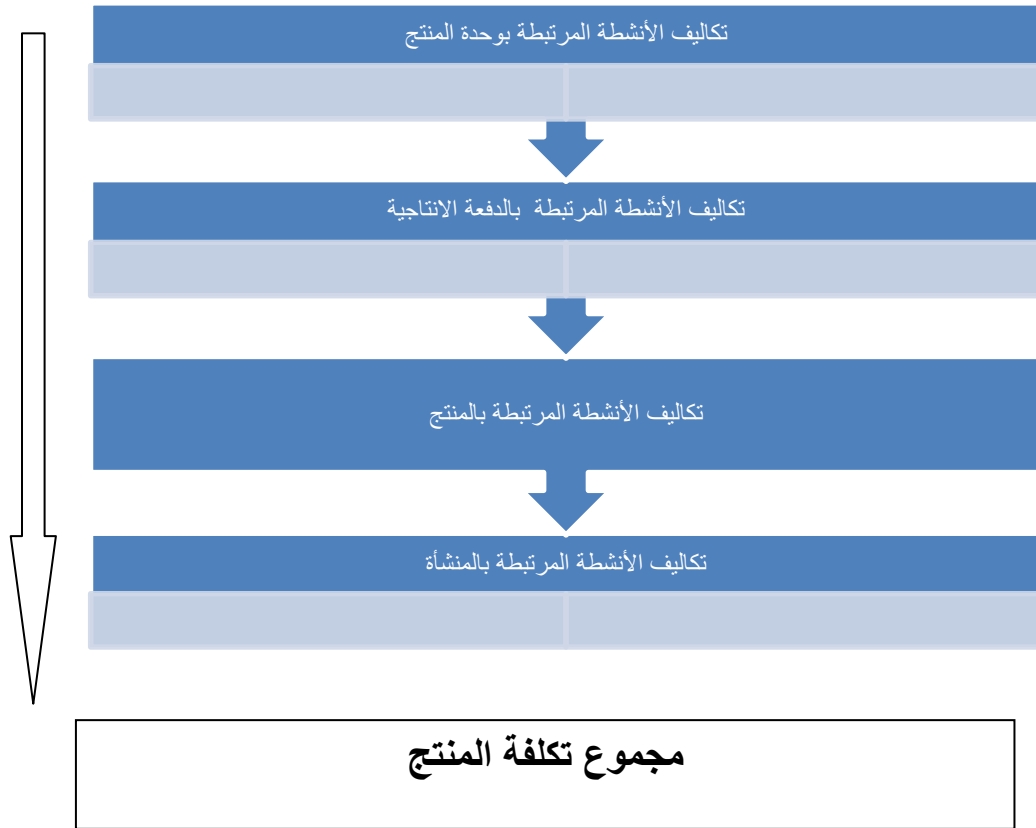 تكاليف الأنشطة المرتبطة بوحدة المنتج
تكاليف الأنشطة المرتبطة بالدفعة الانتاجية
تكاليف الأنشطة المرتبطة بالمنتج
تكاليف الأنشطة المرتبطة بالمنشأة
مجموع تكلفة المنتج